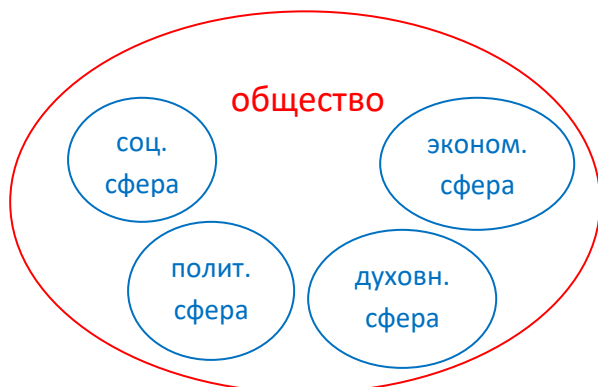 общество
соц.
сфера
эконом.
сфера
полит.
сфера
духовн.
сфера